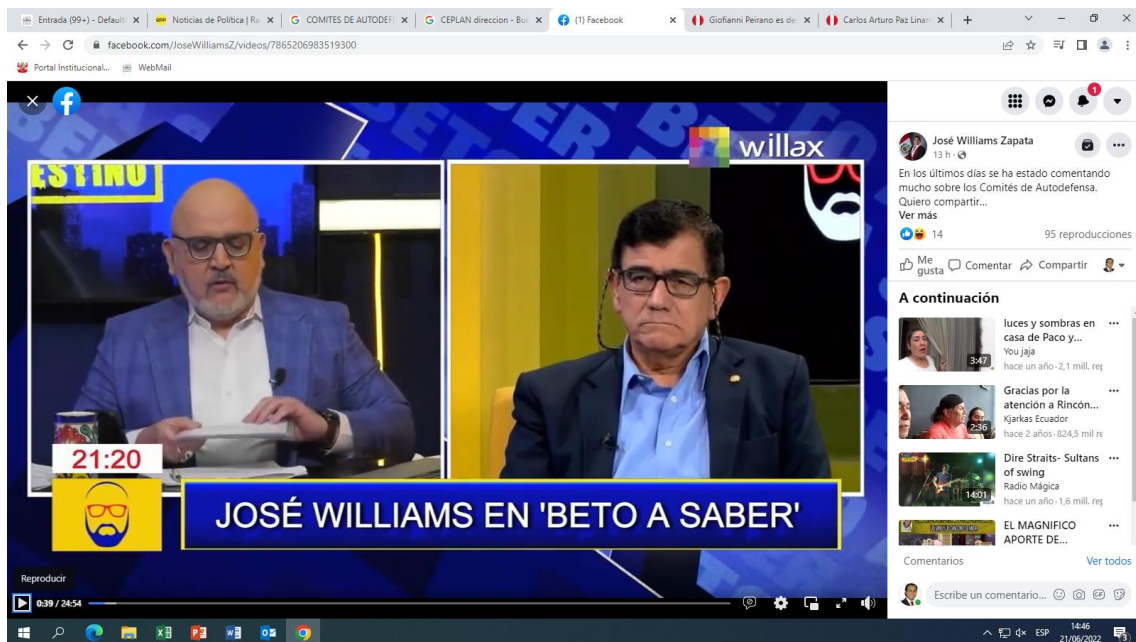 Entrada (99+) - Default
Noticias de Política | Ra
COMITES DE AUTODEF
CEPLAN direccion - Bus
(1) Facebook
Giofianni Peirano es de
Carlos Arturo Paz Linar
facebook.com/JoseWilliamsZ/videos/7865206983519300
Portal Institucional...
WebMail
BETO
SABER
ESTINO
willax
21:20
JOSÉ WILLIAMS EN 'BETO A SABER'
Reproducir
0:39 / 24:54
1
José Williams Zapata
13 h
En los últimos días se ha estado comentando
mucho sobre los Comités de Autodefensa.
Quiero compartir...
Ver más
14
95 reproducciones
Me gusta
Comentar
Compartir
A continuación
luces y sombras en
casa de Paco y...
You jaja
hace un año·2,1 mill. rep
3:47
Gracias por la
atención a Rincón...
Kjarkas Ecuador
hace 2 años·824,5 mil re
2:36
Dire Straits- Sultans
of swing
Radio Mágica
hace un año·1,6 mill. rep
14:01
EL MAGNIFICO
APORTE DE...
Comentarios
Ver todos
Escribe un comentario...
GIF
ESP
14:46
21/06/2022
3